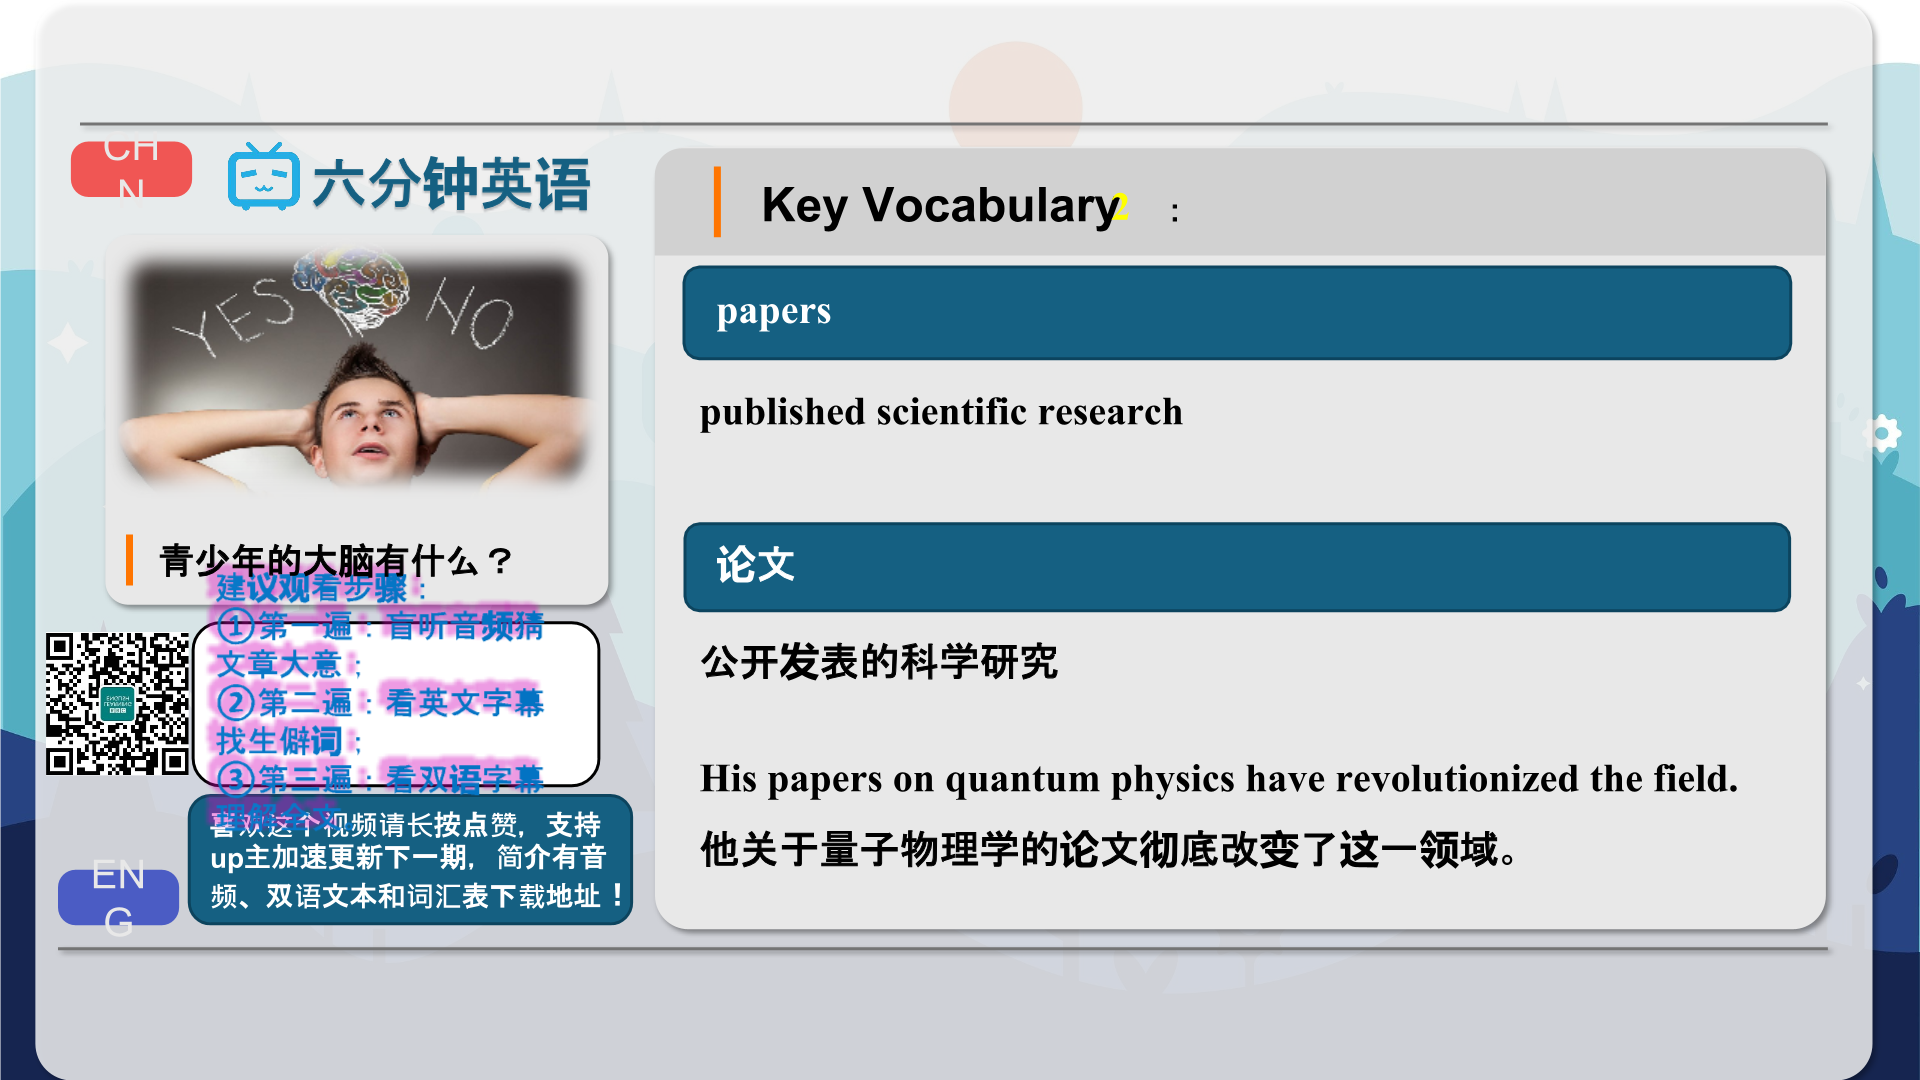 CH
N
六分钟英语
YES NO
青少年的大脑有什么？
建议观看步骤：
①第一遍：盲听音频猜
文章大意；
②第二遍：看英文字幕
找生僻词；
③第三遍：看双语字幕
理解全文
喜欢这个视频请长按点赞，支持
up主加速更新下一期，简介有音
频、双语文本和词汇表下载地址！
EN
G
Key Vocabulary2 ：
papers
published scientific research
论文
公开发表的科学研究
His papers on quantum physics have revolutionized the field.
他关于量子物理学的论文彻底改变了这一领域。